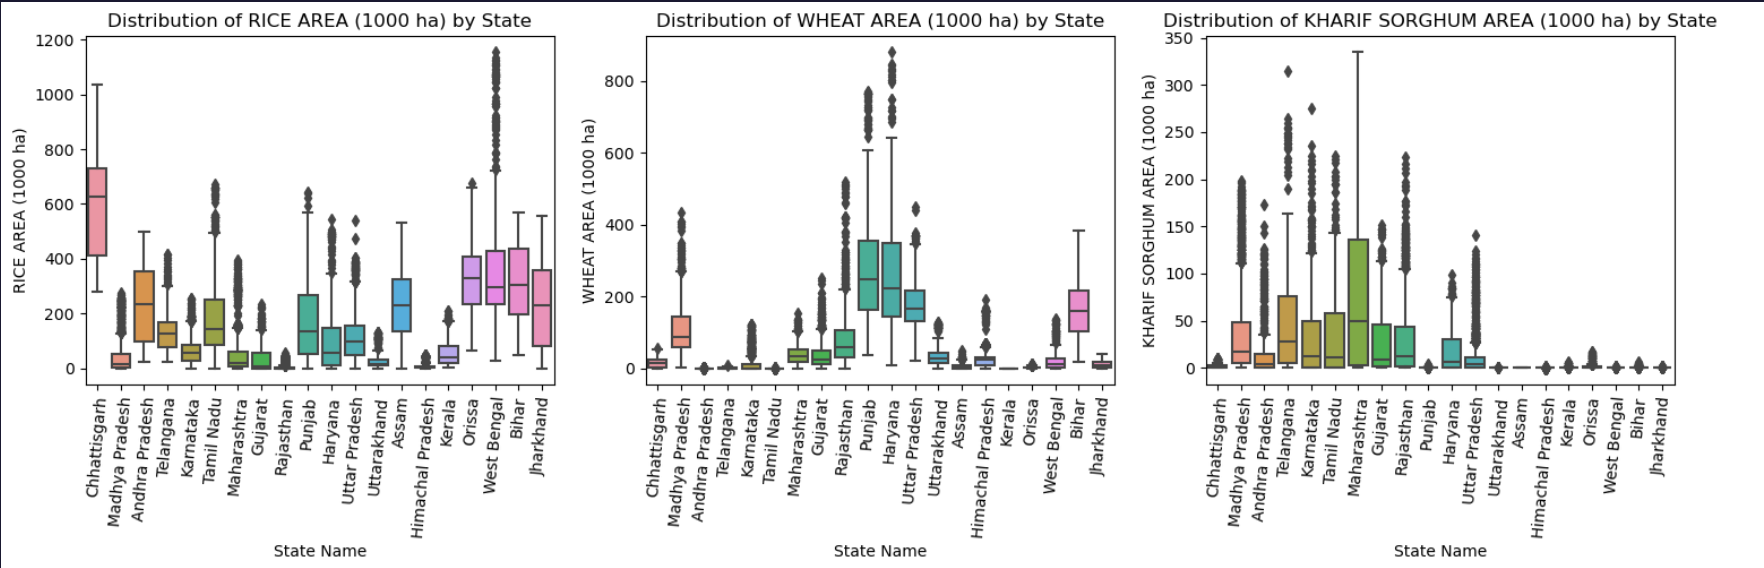 Distribution of RICE AREA (1000 ha) by State
RICE AREA (1000 ha)
1200
1000
800
600
400
200
0
Chhattisgarh
Madhya Pradesh
Andhra Pradesh
Telangana
Karnataka
Tamil Nadu
Maharashtra
Gujarat
Rajasthan
Punjab
Haryana
Uttar Pradesh
Uttarakhand
Assam
Himachal Pradesh
Kerala
Orissa
West Bengal
Bihar
Jharkhand
State Name
Distribution of WHEAT AREA (1000 ha) by State
WHEAT AREA (1000 ha)
800
600
400
200
0
Chhattisgarh
Madhya Pradesh
Andhra Pradesh
Telangana
Karnataka
Tamil Nadu
Maharashtra
Gujarat
Rajasthan
Punjab
Haryana
Uttar Pradesh
Uttarakhand
Assam
Himachal Pradesh
Kerala
Orissa
West Bengal
Bihar
Jharkhand
State Name
Distribution of KHARIF SORGHUM AREA (1000 ha) by State
KHARIF SORGHUM AREA (1000 ha)
350
300
250
200
150
100
50
0
Chhattisgarh
Madhya Pradesh
Andhra Pradesh
Telangana
Karnataka
Tamil Nadu
Maharashtra
Gujarat
Rajasthan
Punjab
Haryana
Uttar Pradesh
Uttarakhand
Assam
Himachal Pradesh
Kerala
Orissa
West Bengal
Bihar
Jharkhand
State Name